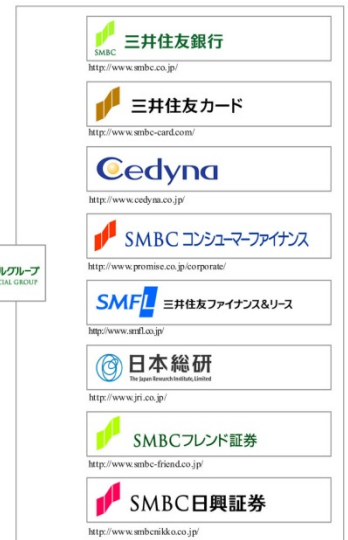 SMBC 三井住友銀行
http://www.smbc.co.jp/
三井住友カード
http://www.smbc-card.com/
Cedyna
http://www.cedyna.co.jp/
SMBCコンシューマーファイナンス
http://www.promise.co.jp/corporate/
ルグループ
CIAL GROUP
SMFL 三井住友ファイナンス&リース
http://www.smfl.co.jp/
日本総研
The Japan Research Institute, Limited
http://www.jri.co.jp/
SMBCフレンド証券
http://www.smbc-friend.co.jp/
SMBC日興証券
http://www.smbcnikko.co.jp/